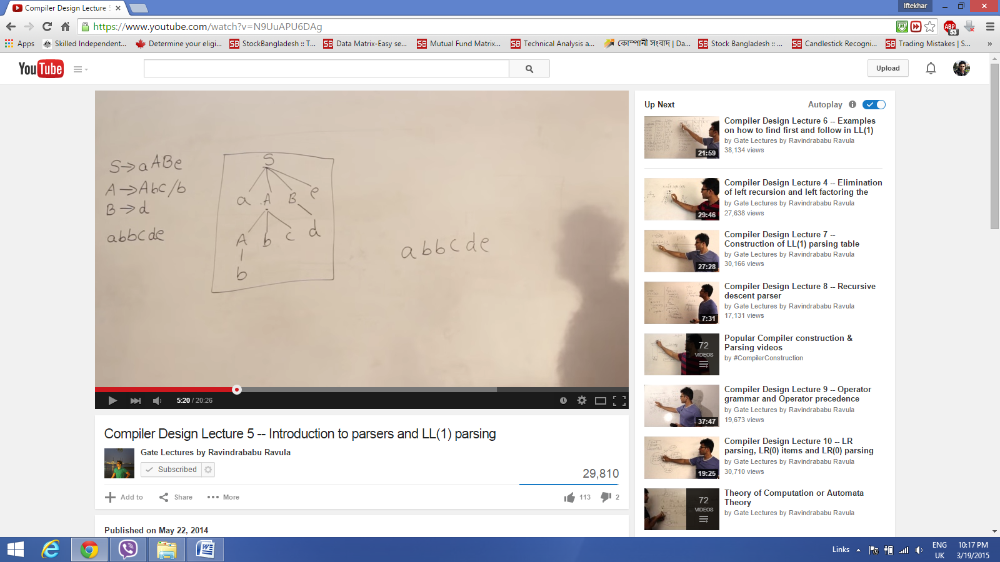 Compiler Design Lecture 5
Iftekhar
https://www.youtube.com/watch?v=N9UuAPU6DAg
ABP
53
Apps
Skilled Independent...
Determine your eligi...
SB
StockBangladesh :: T...
SB
Data Matrix-Easy se...
SB
Mutual Fund Matrix...
SB
Technical Analysis a...
কোম্পানী সংবাদ | Da...
SB
Stock Bangladesh :: ...
SB
Candlestick Recogni...
SB
Trading Mistakes | S...
»
YouTube
Upload
S→aABe
A→Abc/b
B→d
abbcde
S
a A B e
A b c d
b
abbcde
5:20 / 20:26
Compiler Design Lecture 5 -- Introduction to parsers and LL(1) parsing
Gate Lectures by Ravindrababu Ravula
Subscribed
29,810
Add to
Share
More
113
2
Published on May 22, 2014
Up Next
Autoplay
21:59
Compiler Design Lecture 6 -- Examples
on how to find first and follow in LL(1)
by Gate Lectures by Ravindrababu Ravula
38,134 views
29:46
Compiler Design Lecture 4 -- Elimination
of left recursion and left factoring the
by Gate Lectures by Ravindrababu Ravula
27,638 views
27:28
Compiler Design Lecture 7 --
Construction of LL(1) parsing table
by Gate Lectures by Ravindrababu Ravula
30,166 views
7:31
Compiler Design Lecture 8 -- Recursive
descent parser
by Gate Lectures by Ravindrababu Ravula
17,131 views
72
VIDEOS
Popular Compiler construction &
Parsing videos
by #CompilerConstruction
37:47
Compiler Design Lecture 9 -- Operator
grammar and Operator precedence
by Gate Lectures by Ravindrababu Ravula
19,673 views
19:25
Compiler Design Lecture 10 -- LR
parsing, LR(0) items and LR(0) parsing
by Gate Lectures by Ravindrababu Ravula
30,710 views
72
VIDEOS
Theory of Computation or Automata
Theory
by Gate Lectures by Ravindrababu Ravula
Links
ENG
UK
10:17 PM
3/19/2015